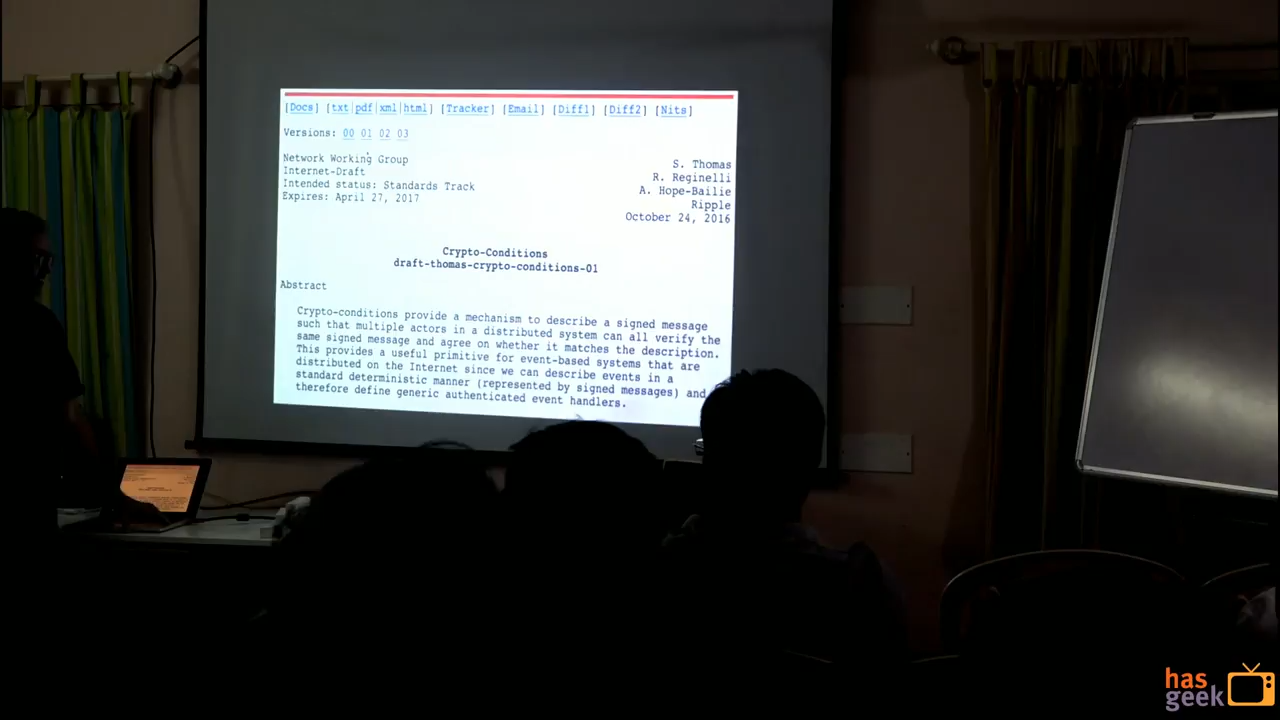 [Docs] [txt|pdf|xml|html] [Tracker] [Email] [Diff1] [Diff2] [Nits]
Versions: 00 01 02 03
Network Working Group
Internet-Draft
Intended status: Standards Track
Expires: April 27, 2017
S. Thomas
R. Reginelli
A. Hope-Bailie
Ripple
October 24, 2016
Crypto-Conditions
draft-thomas-crypto-conditions-01
Abstract
Crypto-conditions provide a mechanism to describe a signed message
such that multiple actors in a distributed system can all verify the
same signed message and agree on whether it matches the description.
This provides a useful primitive for event-based systems that are
distributed on the Internet since we can describe events in a
standard deterministic manner (represented by signed messages) and
therefore define generic authenticated event handlers.
has
geek